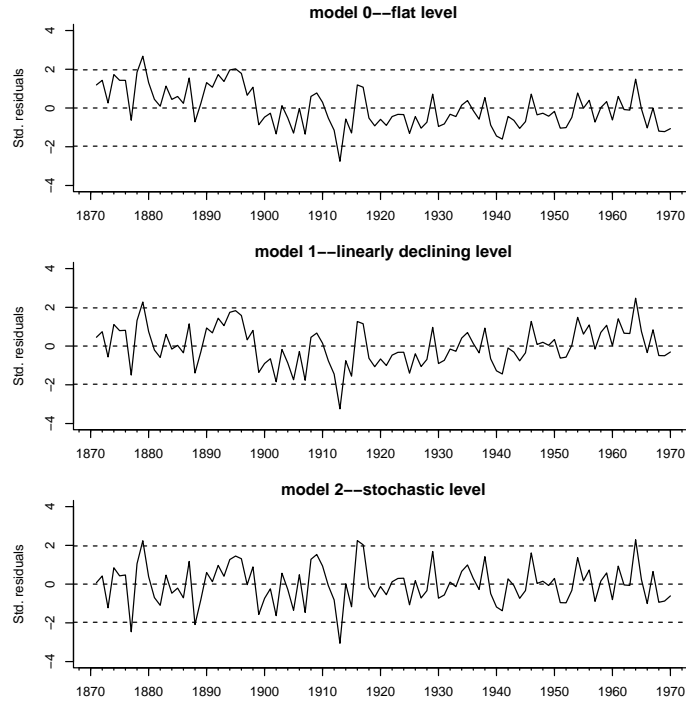 model 0−−flat level
Std. residuals
4
2
0
−2
−4
1870 1880 1890 1900 1910 1920 1930 1940 1950 1960 1970
model 1−−linearly declining level
Std. residuals
4
2
0
−2
−4
1870 1880 1890 1900 1910 1920 1930 1940 1950 1960 1970
model 2−−stochastic level
Std. residuals
4
2
0
−2
−4
1870 1880 1890 1900 1910 1920 1930 1940 1950 1960 1970